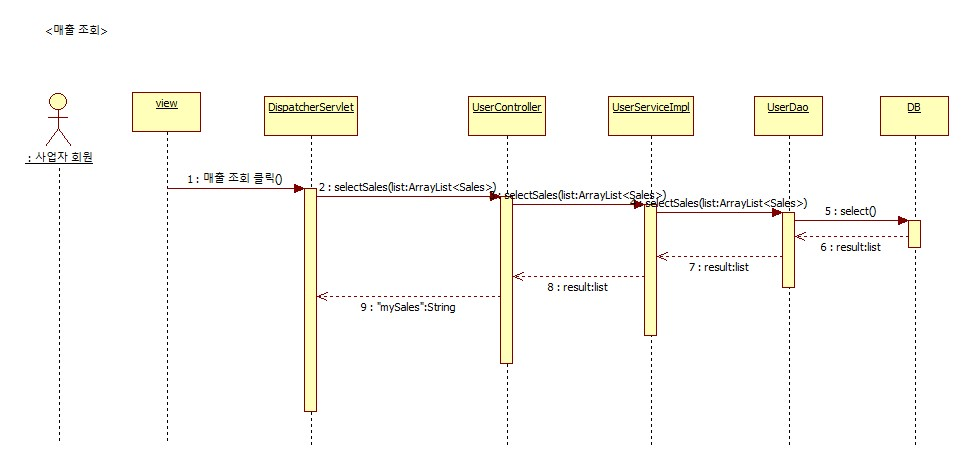 <매출 조회>
view
DispatcherServlet
UserController
UserServiceImpl
UserDao
DB
: 사업자 회원
1 : 매출 조회 클릭()
2 : selectSales(list:ArrayList<Sales>)
selectSales(list:ArrayList<Sales>)
selectSales(list:ArrayList<Sales>)
5 : select()
6 : result:list
7 : result:list
8 : result:list
9 : "mySales":String